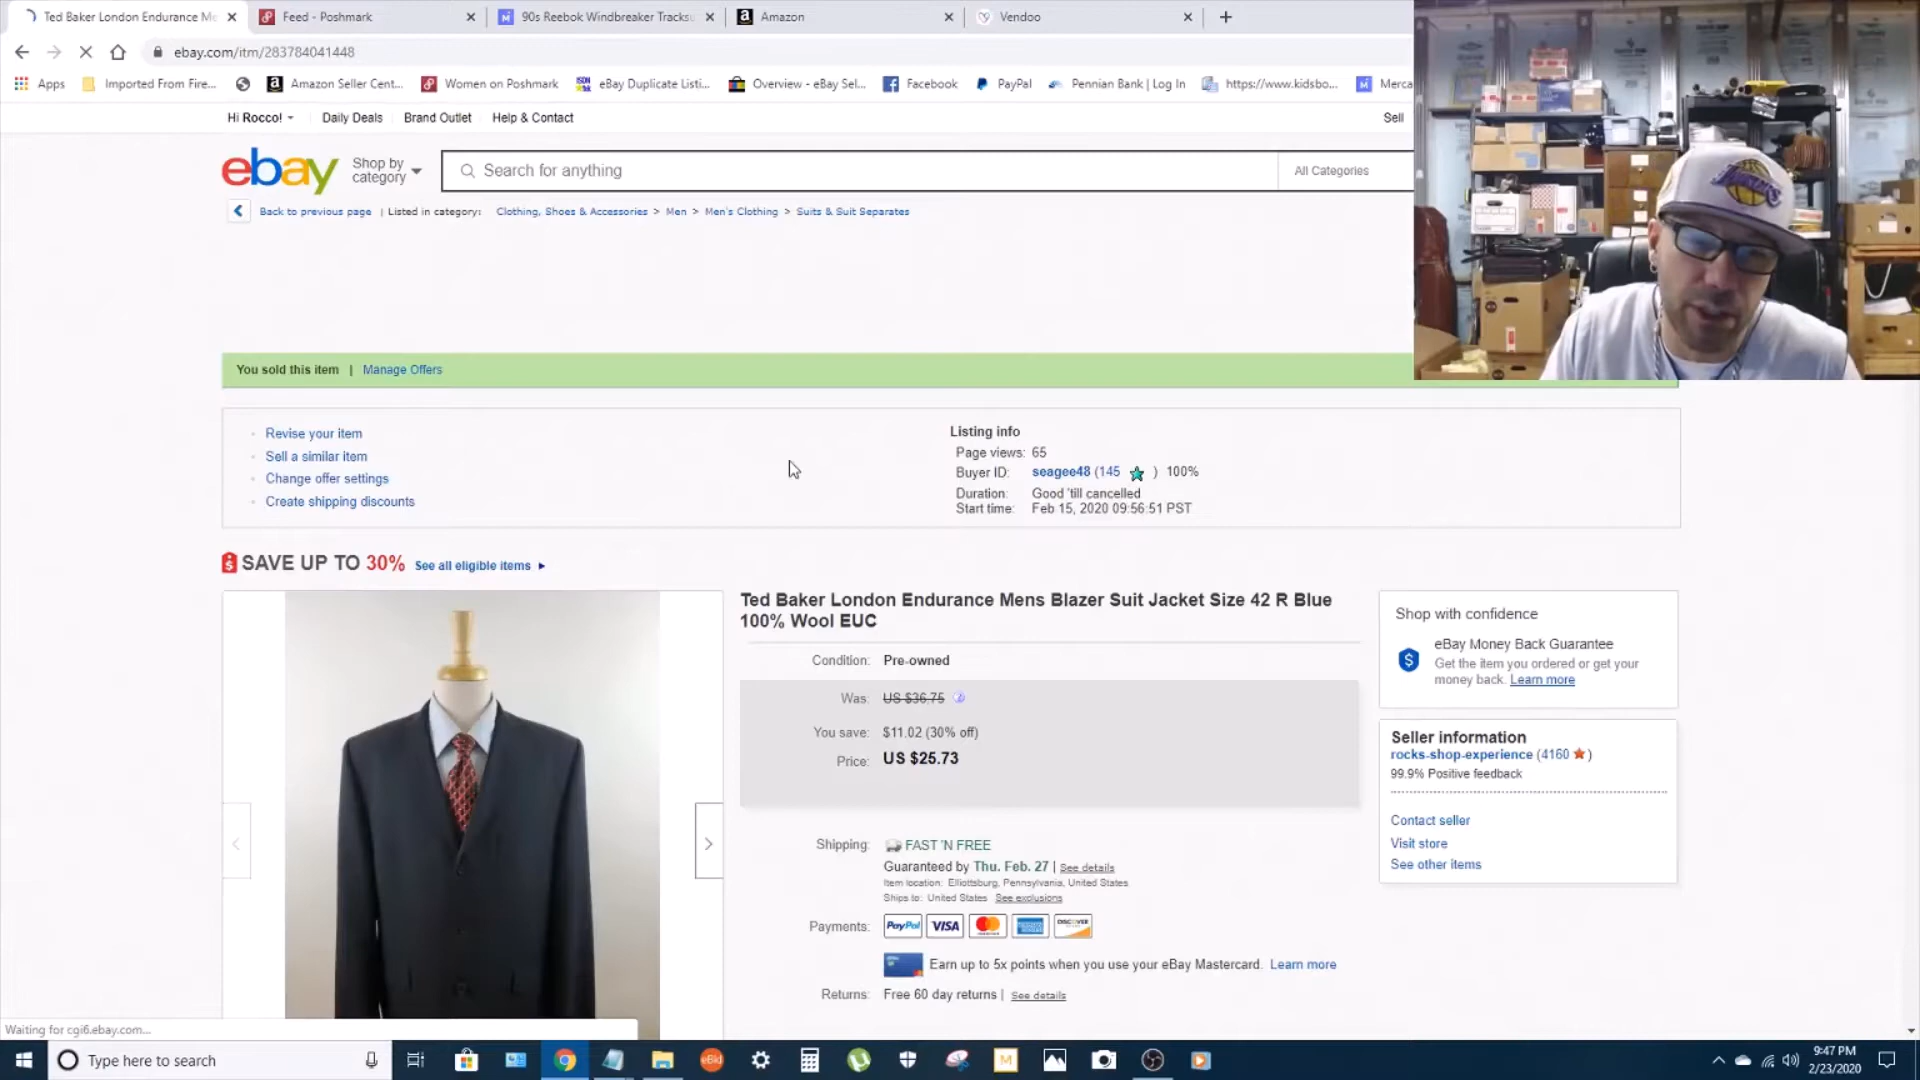 Ted Baker London Endurance Me
Feed - Poshmark
90s Reebok Windbreaker Tracksu
Amazon
Vendoo
ebay.com/itm/283784041448
Apps
Imported From Fire...
Amazon Seller Cent...
Women on Poshmark
eBay Duplicate Listi...
Overview - eBay Sel...
Facebook
PayPal
Pennian Bank | Log In
https://www.kidsbo...
Merca
Hi Rocco!
Daily Deals
Brand Outlet
Help & Contact
Sell
ebay
Shop by
category
Search for anything
All Categories
Back to previous page | Listed in category: Clothing, Shoes & Accessories > Men > Men's Clothing > Suits & Suit Separates
You sold this item | Manage Offers
Revise your item
Sell a similar item
Change offer settings
Create shipping discounts
Listing info
Page views: 65
Buyer ID: seagee48 (145 ) 100%
Duration: Good 'till cancelled
Start time: Feb 15, 2020 09:56:51 PST
SAVE UP TO 30% See all eligible items
Ted Baker London Endurance Mens Blazer Suit Jacket Size 42 R Blue
100% Wool EUC
Condition: Pre-owned
Was: US $36.75
You save: $11.02 (30% off)
Price: US $25.73
Shipping: FAST 'N FREE
Guaranteed by Thu. Feb. 27 | See details
Item location: Elliottsburg, Pennsylvania, United States
Ships to: United States See exclusions
Payments: PayPal VISA DISCOVER
Earn up to 5x points when you use your eBay Mastercard. Learn more
Returns: Free 60 day returns | See details
Shop with confidence
eBay Money Back Guarantee
Get the item you ordered or get your
money back. Learn more
Seller information
rocks-shop-experience (4160 )
99.9% Positive feedback
Contact seller
Visit store
See other items
Waiting for cgi6.ebay.com...
Type here to search
eBid
9:47 PM
2/23/2020